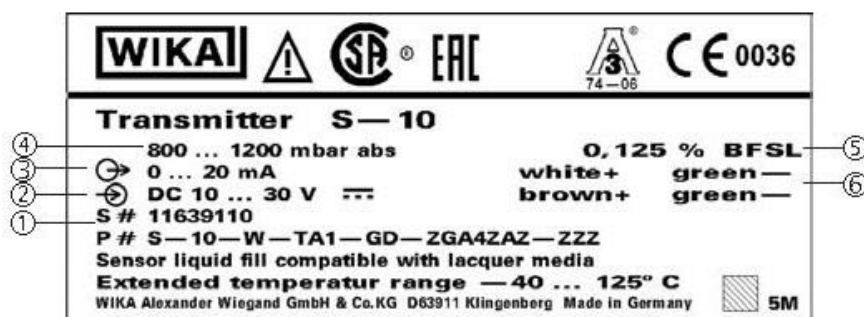 WIKA CSA ® EAC A 3 ® 74–06 CE 0036
Transmitter S—10
④ 800 ... 1200 mbar abs 0,125 % BFSL ⑤
③ 0 ... 20 mA white+ green— ⑥
② DC 10 ... 30 V brown+ green—
① S # 11639110
P # S—10—W—TA1—GD—ZGA4ZAZ—ZZZ
Sensor liquid fill compatible with lacquer media
Extended temperatur range —40 ... 125° C
WIKA Alexander Wiegand GmbH & Co.KG D63911 Klingenberg Made in Germany 5M